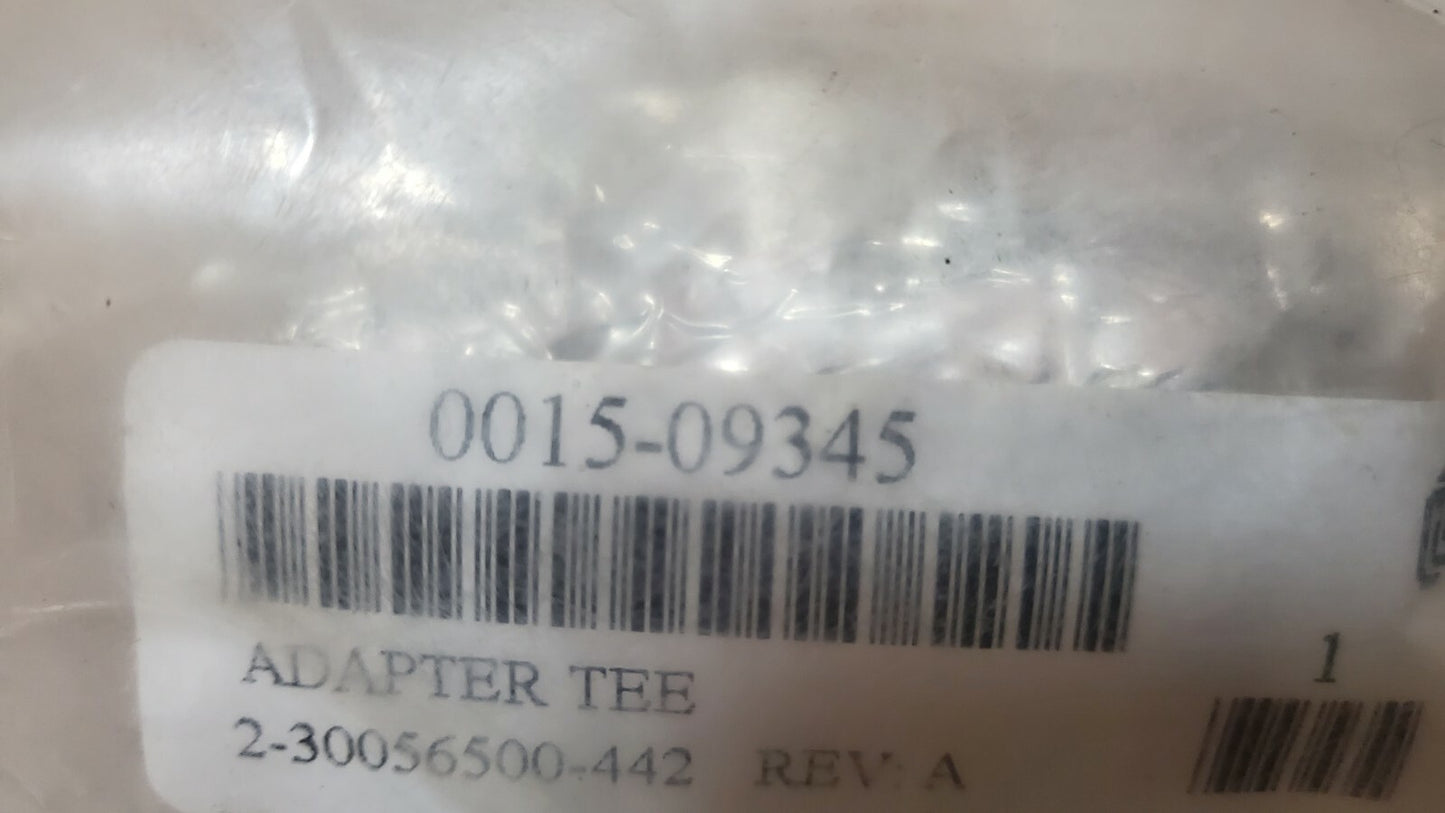 0015-09345
ADAPTER TEE
2-30056500-442 REV: A
1